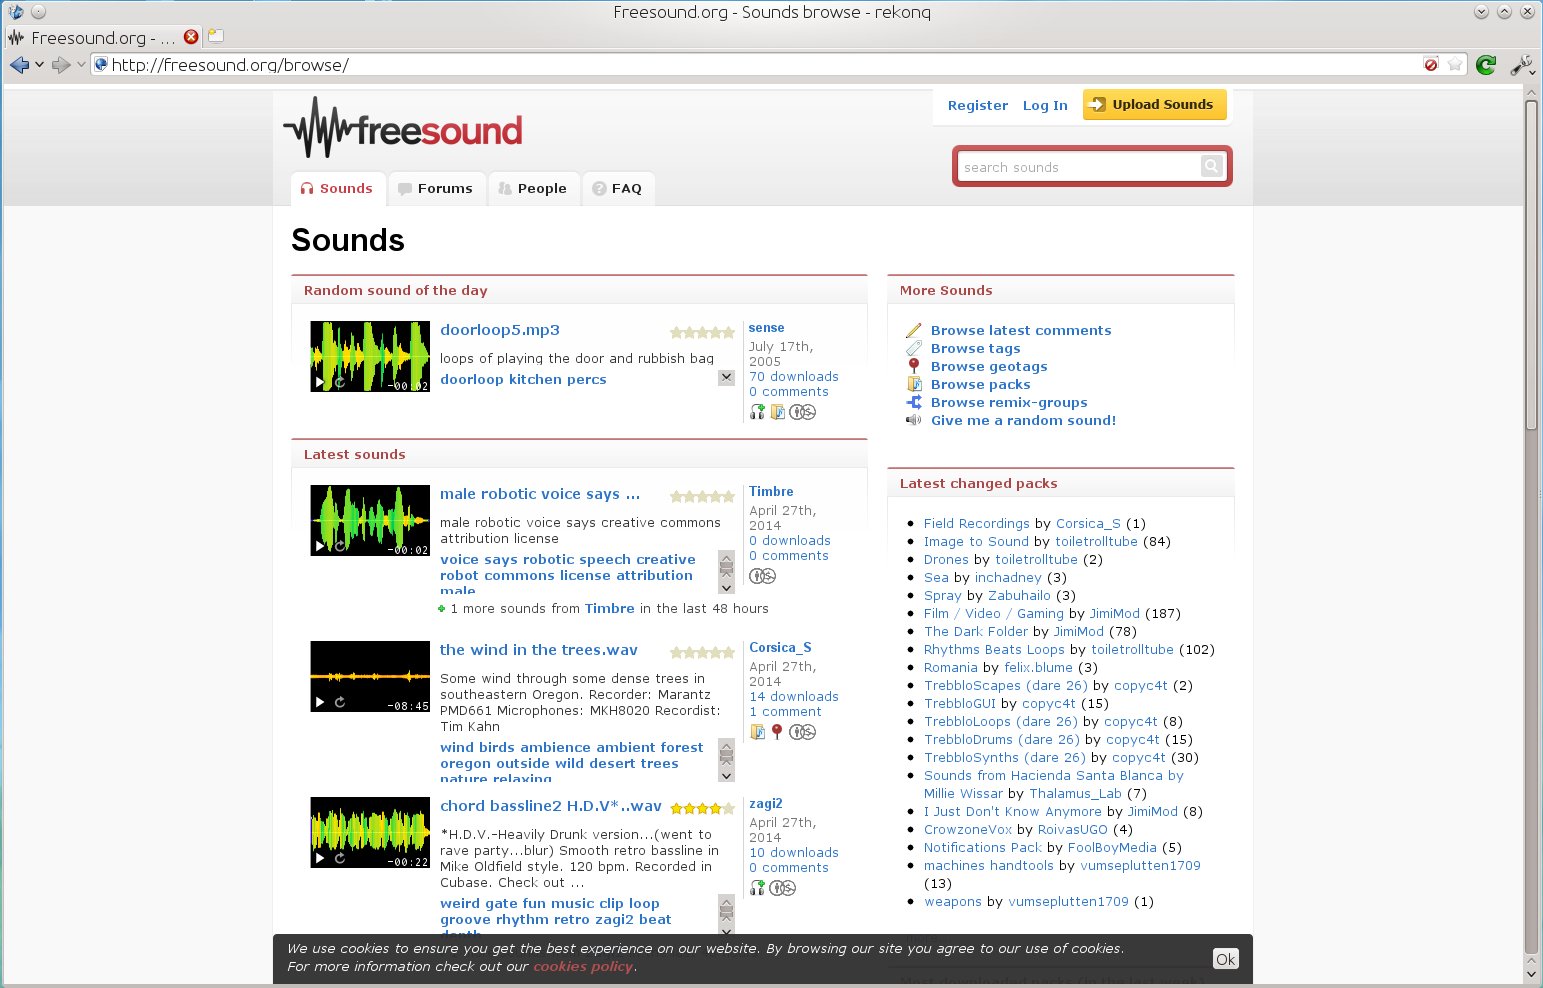 Freesound.org - Sounds browse - rekonq
Freesound.org - ...
http://freesound.org/browse/
Register Log In Upload Sounds
freesound
search sounds
Sounds Forums People FAQ
Sounds
Random sound of the day
-00:02
doorloop5.mp3
loops of playing the door and rubbish bag
doorloop kitchen percs
sense
July 17th,
2005
70 downloads
0 comments
Latest sounds
-00:02
male robotic voice says ...
male robotic voice says creative commons
attribution license
voice says robotic speech creative
robot commons license attribution
male
Timbre
April 27th,
2014
0 downloads
0 comments
1 more sounds from Timbre in the last 48 hours
-08:45
the wind in the trees.wav
Some wind through some dense trees in
southeastern Oregon. Recorder: Marantz
PMD661 Microphones: MKH8020 Recordist:
Tim Kahn
wind birds ambience ambient forest
oregon outside wild desert trees
nature relaxing
Corsica_S
April 27th,
2014
14 downloads
1 comment
-00:22
chord bassline2 H.D.V*..wav
*H.D.V.-Heavily Drunk version...(went to
rave party...blur) Smooth retro bassline in
Mike Oldfield style. 120 bpm. Recorded in
Cubase. Check out ...
weird gate fun music clip loop
groove rhythm retro zagi2 beat
depth
zagi2
April 27th,
2014
10 downloads
0 comments
More Sounds
Browse latest comments
Browse tags
Browse geotags
Browse packs
Browse remix-groups
Give me a random sound!
Latest changed packs
Field Recordings by Corsica_S (1)
Image to Sound by toiletrolltube (84)
Drones by toiletrolltube (2)
Sea by inchadney (3)
Spray by Zabuhailo (3)
Film / Video / Gaming by JimiMod (187)
The Dark Folder by JimiMod (78)
Rhythms Beats Loops by toiletrolltube (102)
Romania by felix.blume (3)
TrebbloScapes (dare 26) by copyc4t (2)
TrebbloGUI by copyc4t (15)
TrebbloLoops (dare 26) by copyc4t (8)
TrebbloDrums (dare 26) by copyc4t (15)
TrebbloSynths (dare 26) by copyc4t (30)
Sounds from Hacienda Santa Blanca by
Millie Wissar by Thalamus_Lab (7)
I Just Don't Know Anymore by JimiMod (8)
CrowzoneVox by RoivasUGO (4)
Notifications Pack by FoolBoyMedia (5)
machines handtools by vumseplutten1709
(13)
weapons by vumseplutten1709 (1)
Most downloaded packs (in the last week)
We use cookies to ensure you get the best experience on our website. By browsing our site you agree to our use of cookies.
For more information check out our cookies policy.
Ok